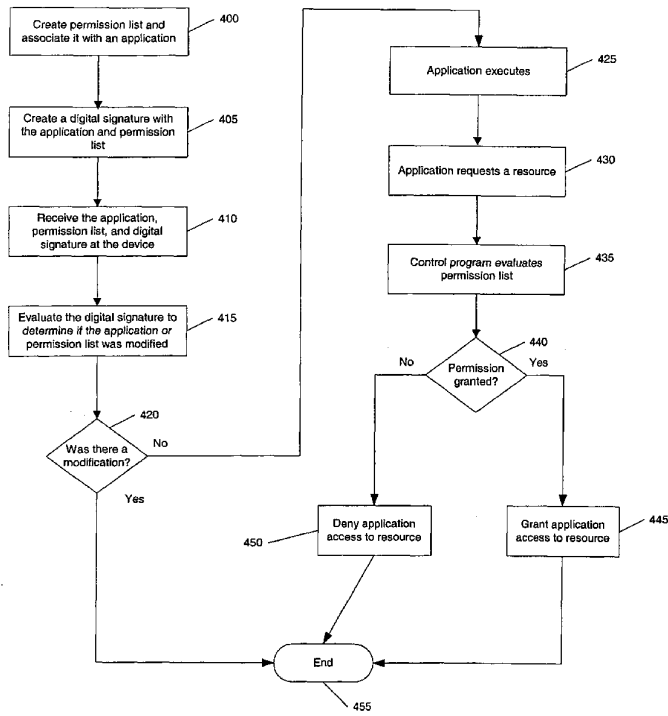 Create permission list and
associate it with an application
400
Create a digital signature with
the application and permission
list
405
Receive the application,
permission list, and digital
signature at the device
410
Evaluate the digital signature to
determine if the application or
permission list was modified
415
Was there a
modification?
420
No
Yes
Application executes
425
Application requests a resource
430
Control program evaluates
permission list
435
Permission
granted?
440
No
Yes
Deny application
access to resource
450
Grant application
access to resource
445
End
455